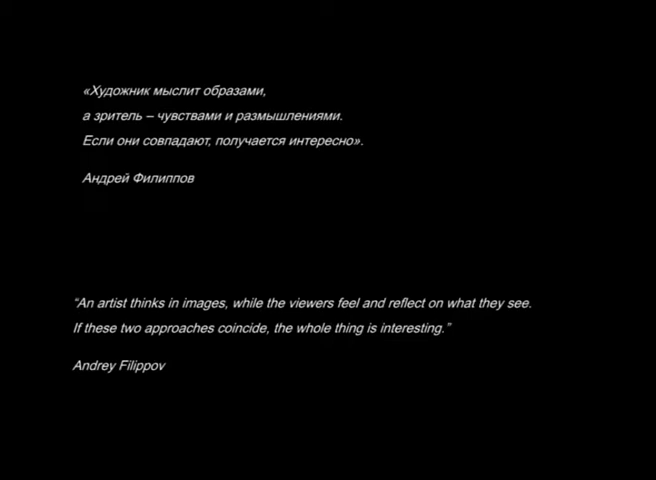 «Художник мыслит образами,
а зритель – чувствами и размышлениями.
Если они совпадают, получается интересно».
Андрей Филиппов
“An artist thinks in images, while the viewers feel and reflect on what they see.
If these two approaches coincide, the whole thing is interesting.”
Andrey Filippov